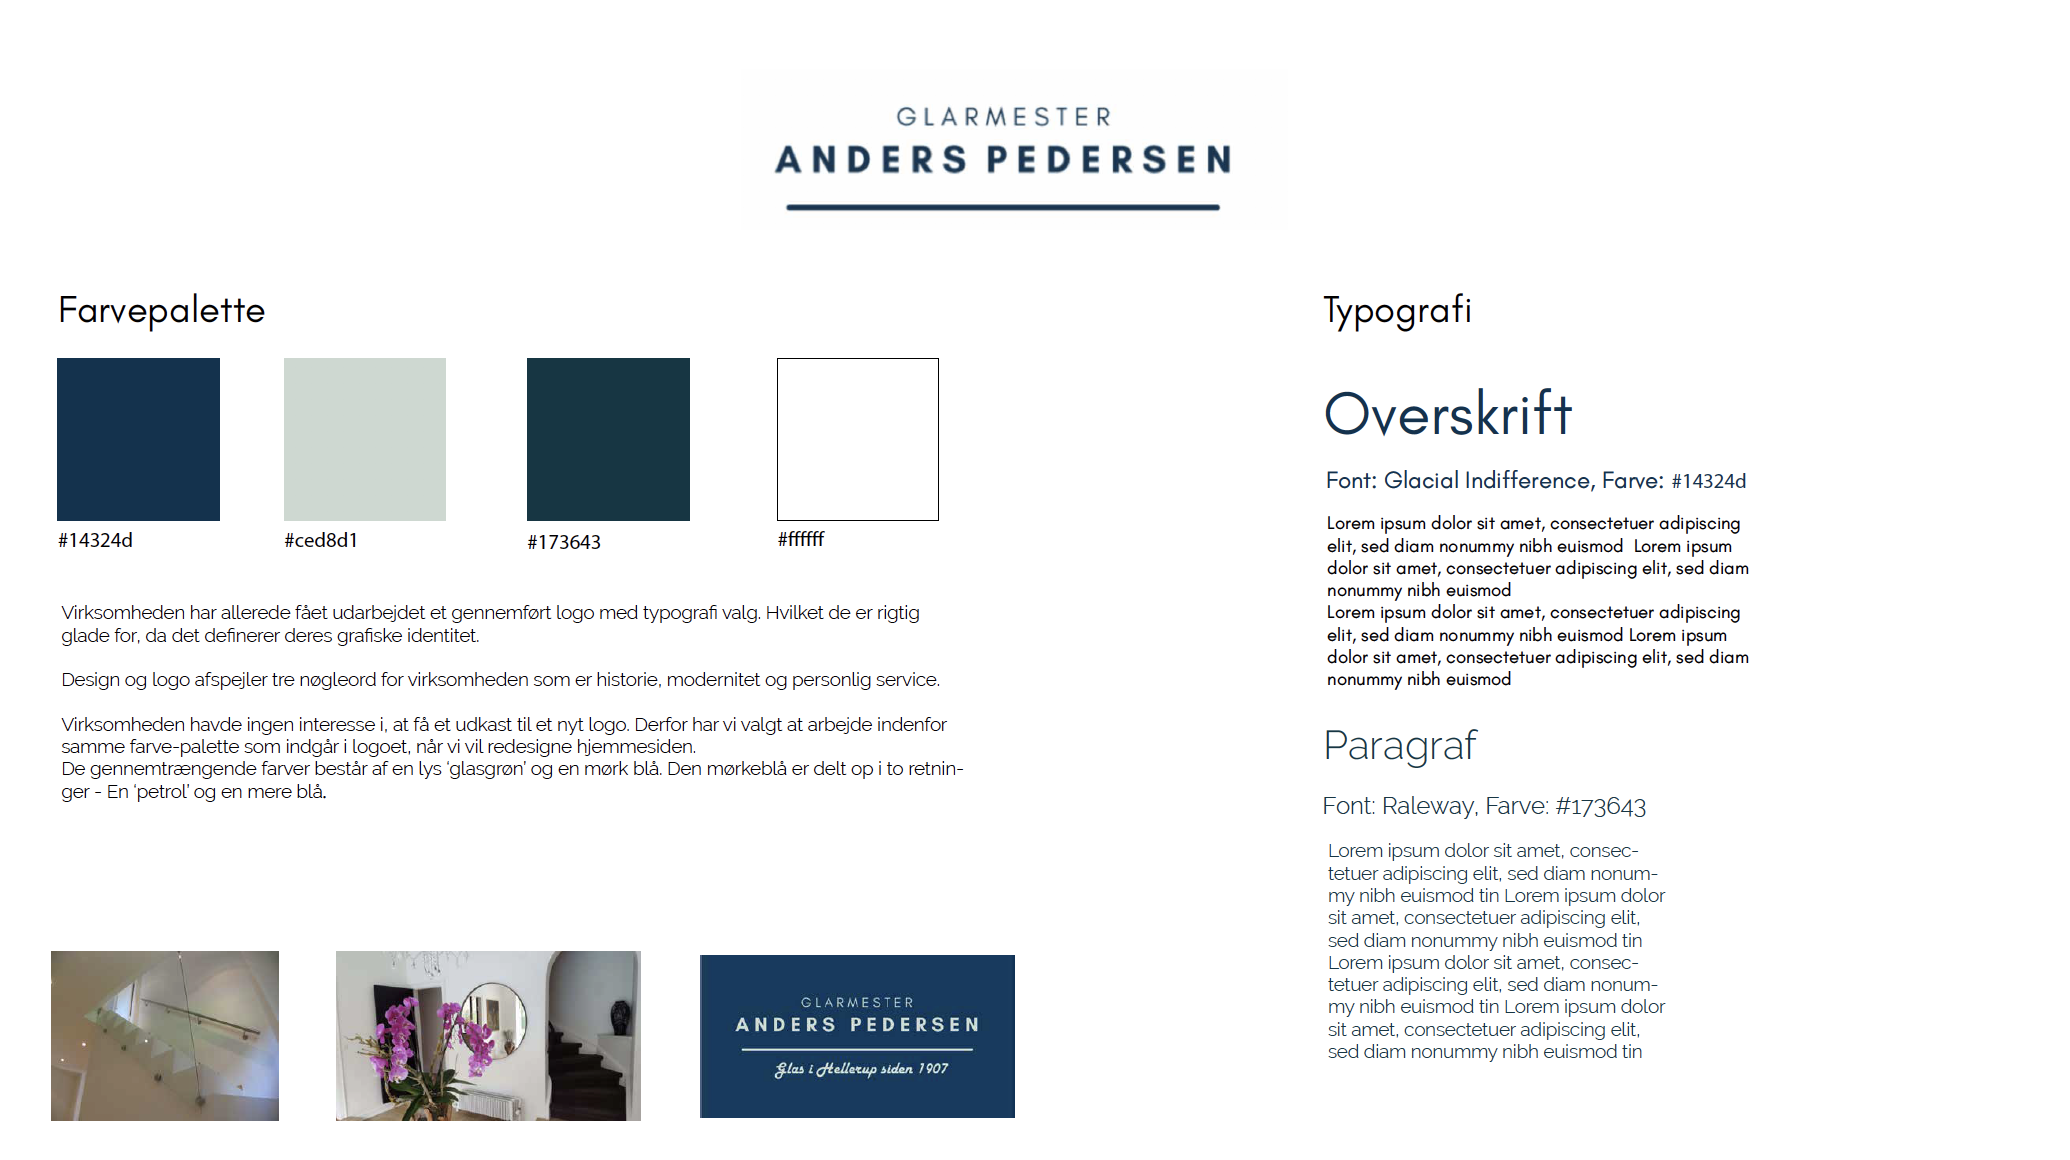 GLARMESTER
ANDERS PEDERSEN
Farvepalette
#14324d
#ced8d1
#173643
#ffffff
Virksomheden har allerede fået udarbejdet et gennemført logo med typografi valg. Hvilket de er rigtig
glade for, da det definerer deres grafiske identitet.
Design og logo afspejler tre nøgleord for virksomheden som er historie, modernitet og personlig service.
Virksomheden havde ingen interesse i, at få et udkast til et nyt logo. Derfor har vi valgt at arbejde indenfor
samme farve-palette som indgår i logoet, når vi vil redesigne hjemmesiden.
De gennemtrængende farver består af en lys ‘glasgrøn’ og en mørk blå. Den mørkeblå er delt op i to retnin-
ger - En ‘petrol’ og en mere blå.
GLARMESTER
ANDERS PEDERSEN
Glas i Hellerup siden 1907
Typografi
Overskrift
Font: Glacial Indifference, Farve: #14324d
Lorem ipsum dolor sit amet, consectetuer adipiscing
elit, sed diam nonummy nibh euismod  Lorem ipsum
dolor sit amet, consectetuer adipiscing elit, sed diam
nonummy nibh euismod
Lorem ipsum dolor sit amet, consectetuer adipiscing
elit, sed diam nonummy nibh euismod Lorem ipsum
dolor sit amet, consectetuer adipiscing elit, sed diam
nonummy nibh euismod
Paragraf
Font: Raleway, Farve: #173643
Lorem ipsum dolor sit amet, consec-
tetuer adipiscing elit, sed diam nonum-
my nibh euismod tin Lorem ipsum dolor
sit amet, consectetuer adipiscing elit,
sed diam nonummy nibh euismod tin
Lorem ipsum dolor sit amet, consec-
tetuer adipiscing elit, sed diam nonum-
my nibh euismod tin Lorem ipsum dolor
sit amet, consectetuer adipiscing elit,
sed diam nonummy nibh euismod tin